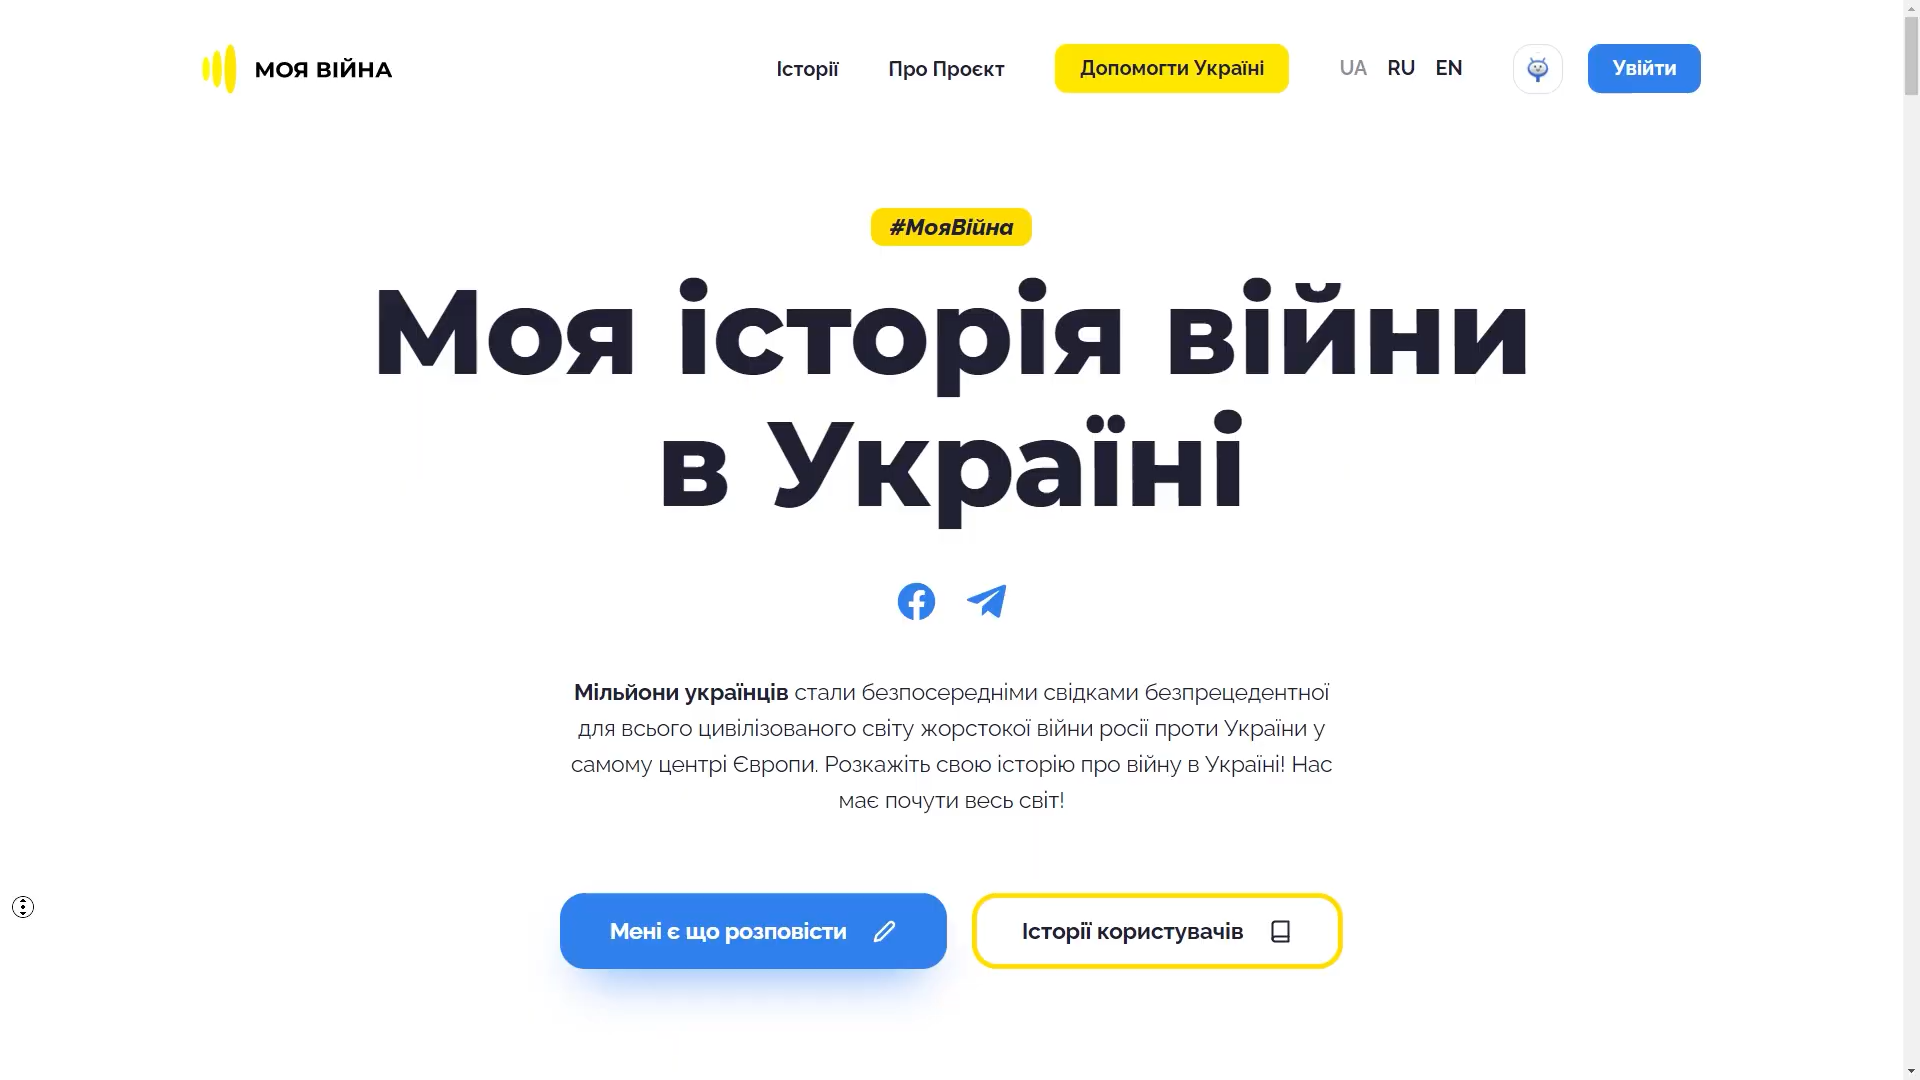 МОЯ ВІЙНА
Історії
Про Проєкт
Допомогти Україні
UA RU EN
Увійти
#МояВійна
Моя історія війни
в Україні
Мільйони українців стали безпосередніми свідками безпрецедентної
для всього цивілізованого світу жорстокої війни росії проти України у
самому центрі Європи. Розкажіть свою історію про війну в Україні! Нас
має почути весь світ!
Мені є що розповісти
Історії користувачів